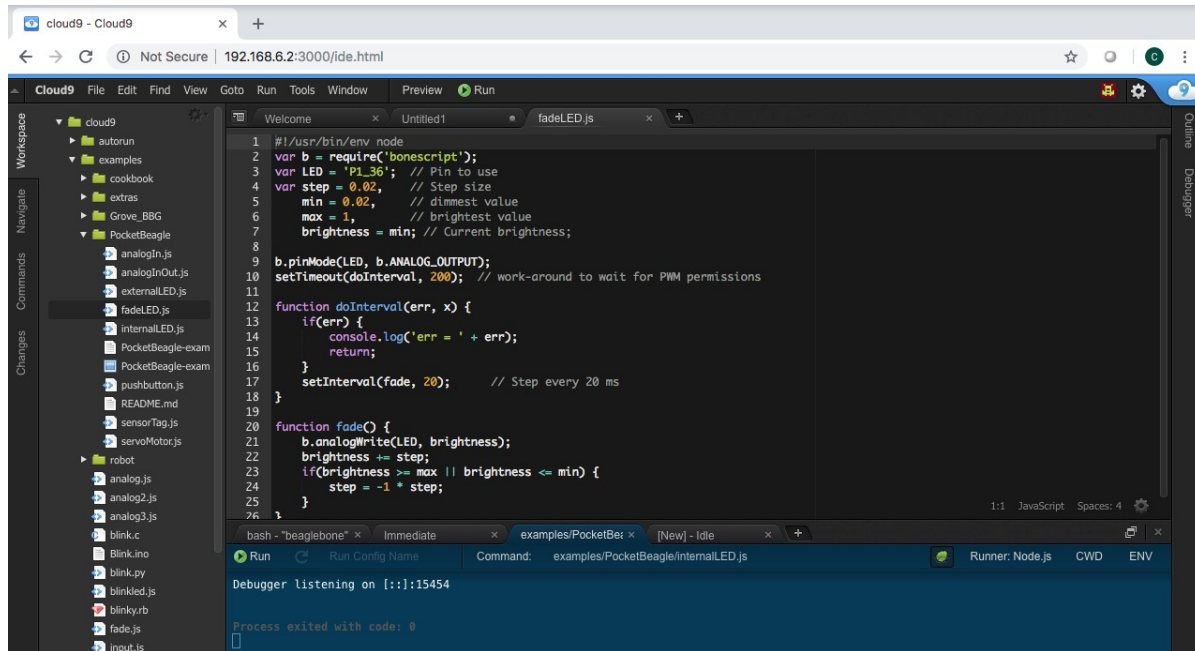 cloud9 - Cloud9 × +
Not Secure 192.168.6.2:3000/ide.html C
Cloud9 File Edit Find View Goto Run Tools Window Preview Run 9
Workspace
Navigate
Commands
Changes
cloud9
autorun
examples
cookbook
extras
Grove_BBG
PocketBeagle
analogIn.js
analogInOut.js
externalLED.js
fadeLED.js
internalLED.js
PocketBeagle-exam
PocketBeagle-exam
pushbutton.js
README.md
sensorTag.js
servoMotor.js
robot
analog.js
analog2.js
analog3.js
blink.c
Blink.ino
blink.py
blinkled.js
blinky.rb
fade.js
input.js
Welcome × Untitled1 fadeLED.js × +
1 #!/usr/bin/env node
2 var b = require('bonescript');
3 var LED = 'P1_36'; // Pin to use
4 var step = 0.02, // Step size
5 min = 0.02, // dimmest value
6 max = 1, // brightest value
7 brightness = min; // Current brightness;
8
9 b.pinMode(LED, b.ANALOG_OUTPUT);
10 setTimeout(doInterval, 200); // work-around to wait for PWM permissions
11
12 function doInterval(err, x) {
13 if(err) {
14 console.log('err = ' + err);
15 return;
16 }
17 setInterval(fade, 20); // Step every 20 ms
18 }
19
20 function fade() {
21 b.analogWrite(LED, brightness);
22 brightness += step;
23 if(brightness >= max || brightness <= min) {
24 step = -1 * step;
25 }
26 }
1:1 JavaScript Spaces: 4
Outline
Debugger
bash - "beaglebone" × Immediate × examples/PocketBea × [New] - Idle × +
Run Run Config Name Command: examples/PocketBeagle/internalLED.js Runner: Node.js CWD ENV
Debugger listening on [::]:15454
Process exited with code: 0